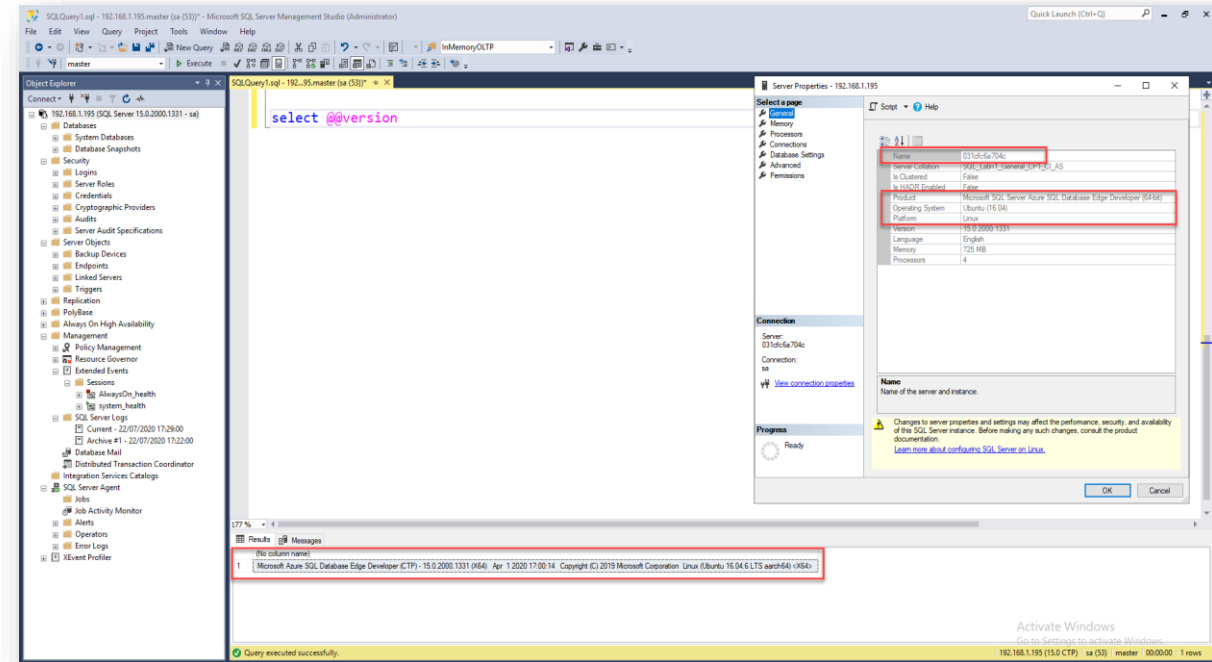 SQLQuery1.sql - 192.168.1.195.master (sa (53))* - Microsoft SQL Server Management Studio (Administrator)
Quick Launch (Ctrl+Q)
File Edit View Query Project Tools Window Help
New Query
InMemoryOLTP
master
Execute
Object Explorer
Connect
192.168.1.195 (SQL Server 15.0.2000.1331 - sa)
Databases
System Databases
Database Snapshots
Security
Logins
Server Roles
Credentials
Cryptographic Providers
Audits
Server Audit Specifications
Server Objects
Backup Devices
Endpoints
Linked Servers
Triggers
Replication
PolyBase
Always On High Availability
Management
Policy Management
Resource Governor
Extended Events
Sessions
AlwaysOn_health
system_health
SQL Server Logs
Current - 22/07/2020 17:29:00
Archive #1 - 22/07/2020 17:22:00
Database Mail
Distributed Transaction Coordinator
Integration Services Catalogs
SQL Server Agent
Jobs
Job Activity Monitor
Alerts
Operators
Error Logs
XEvent Profiler
SQLQuery1.sql - 192...95.master (sa (53))*
select @@version
Server Properties - 192.168.1.195
Select a page
General
Memory
Processors
Connections
Database Settings
Advanced
Permissions
Script Help
Name 031cfc6a704c
Server Collation SQL_Latin1_General_CP1_CI_AS
Is Clustered False
Is HADR Enabled False
Product Microsoft SQL Server Azure SQL Database Edge Developer (64-bit)
Operating System Ubuntu (16.04)
Platform Linux
Version 15.0.2000.1331
Language English
Memory 725 MB
Processors 4
Connection
Server:
031cfc6a704c
Connection:
sa
View connection properties
Progress
Ready
Name
Name of the server and instance.
Changes to server properties and settings may affect the performance, security, and availability
of this SQL Server instance. Before making any such changes, consult the product
documentation.
Learn more about configuring SQL Server on Linux.
OK Cancel
177 %
Results Messages
(No column name)
1 Microsoft Azure SQL Database Edge Developer (CTP) - 15.0.2000.1331 (X64) Apr 1 2020 17:00:14 Copyright (C) 2019 Microsoft Corporation Linux (Ubuntu 16.04.6 LTS aarch64) <X64>
Activate Windows
Go to Settings to activate Windows.
Query executed successfully.
192.168.1.195 (15.0 CTP) sa (53) master 00:00:00 1 rows